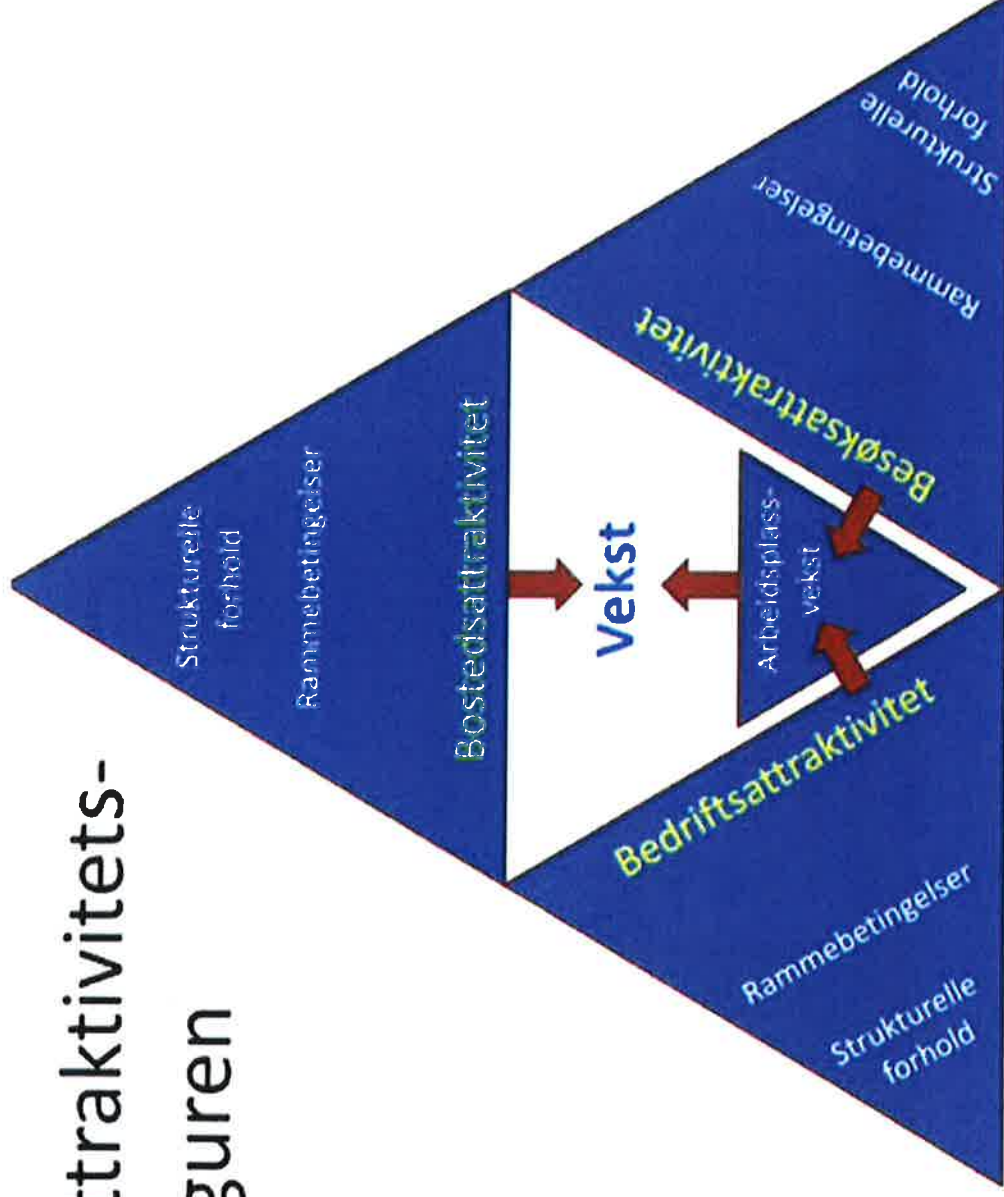 ttraktivitets-
guren
Strukturelle
forhold
Rammebetingelser
Bostedsattraktivitet
Vekst
Arbeidsplass-
vekst
Bedriftsattraktivitet
Rammebetingelser
Strukturelle
forhold
Besøksattraktivitet
Rammebetingelser
Strukturelle
forhold